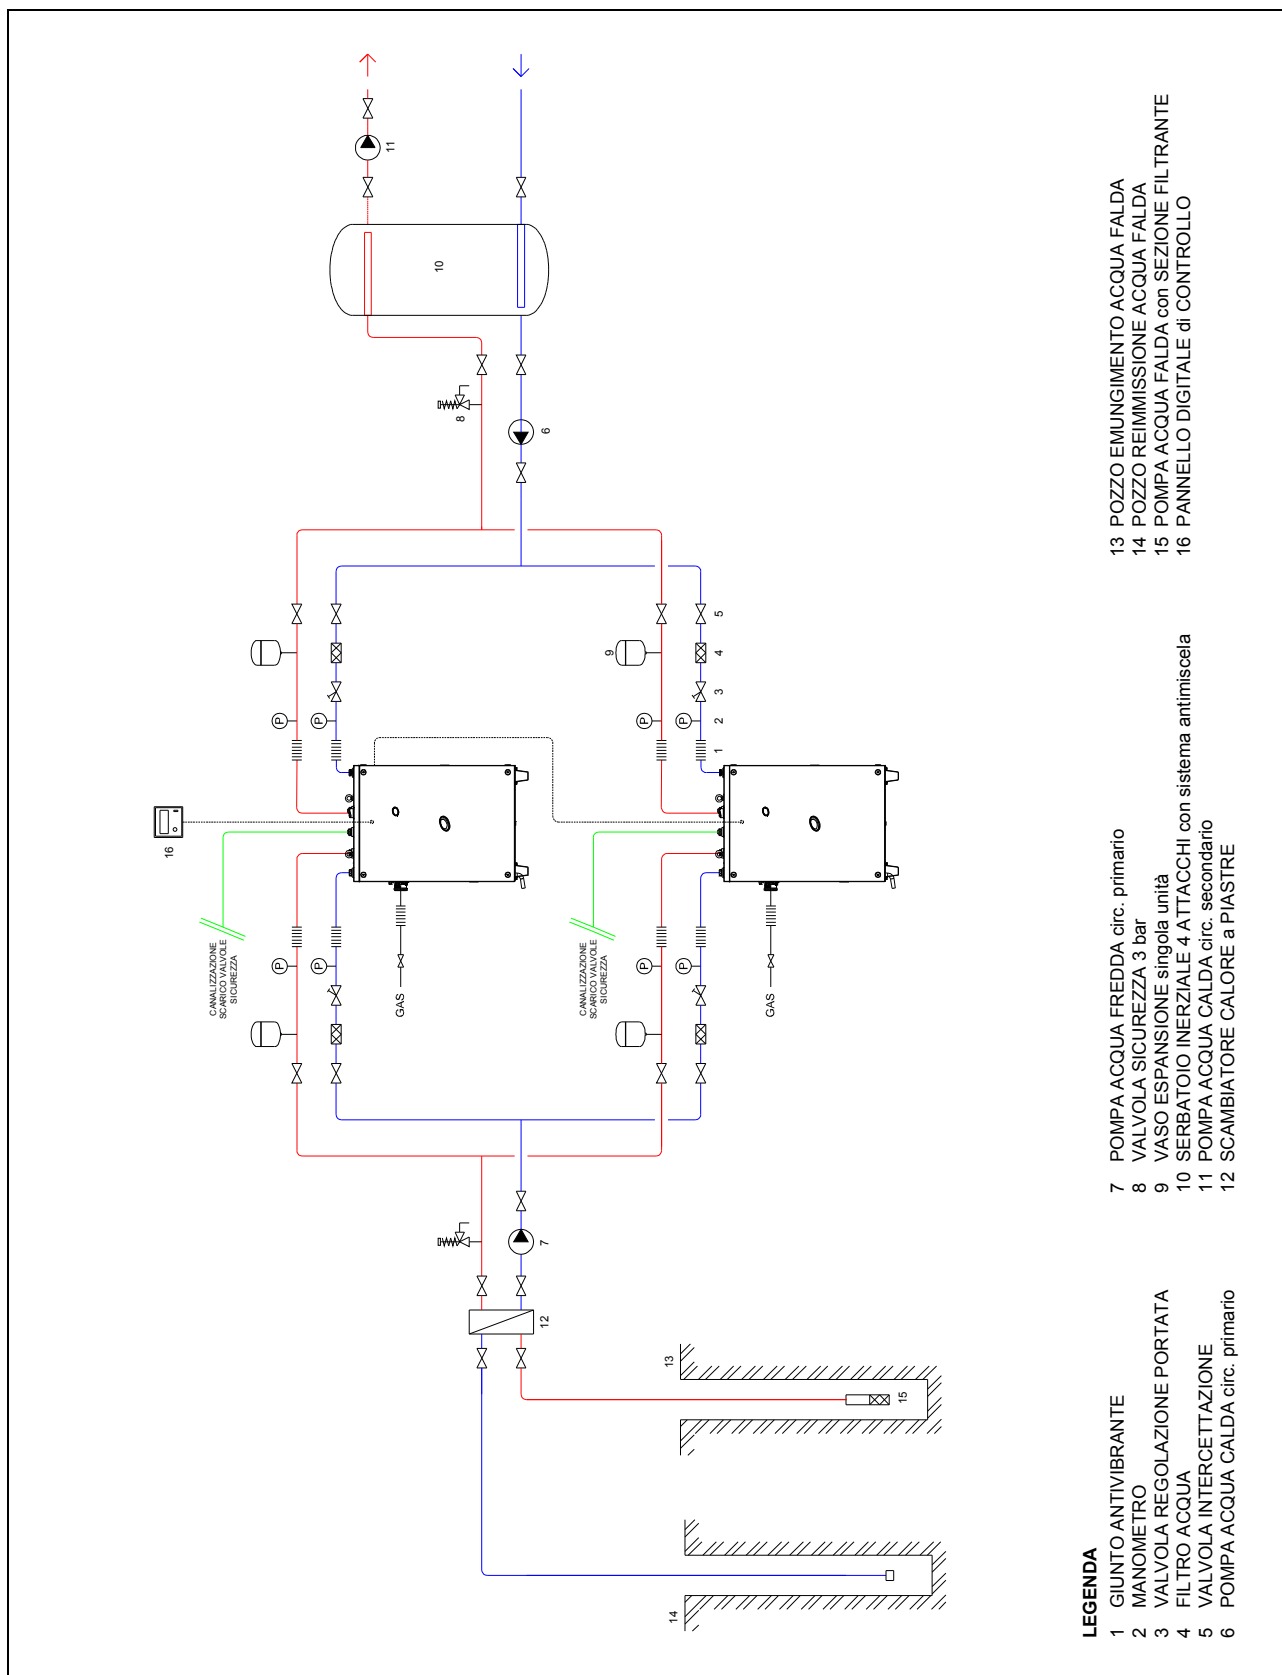 11
10
8
6
9
5
4
3
2
1
P
P
P
P
16
CANALIZZAZIONE
SCARICO VALVOLE
SICUREZZA
GAS
P
P
CANALIZZAZIONE
SCARICO VALVOLE
SICUREZZA
GAS
P
P
7
12
13
15
14
LEGENDA
1 GIUNTO ANTIVIBRANTE
2 MANOMETRO
3 VALVOLA REGOLAZIONE PORTATA
4 FILTRO ACQUA
5 VALVOLA INTERCETTAZIONE
6 POMPA ACQUA CALDA circ. primario
7 POMPA ACQUA FREDDA circ. primario
8 VALVOLA SICUREZZA 3 bar
9 VASO ESPANSIONE singola unità
10 SERBATOIO INERZIALE 4 ATTACCHI con sistema antimiscela
11 POMPA ACQUA CALDA circ. secondario
12 SCAMBIATORE CALORE a PIASTRE
13 POZZO EMUNGIMENTO ACQUA FALDA
14 POZZO REIMMISSIONE ACQUA FALDA
15 POMPA ACQUA FALDA con SEZIONE FILTRANTE
16 PANNELLO DIGITALE di CONTROLLO